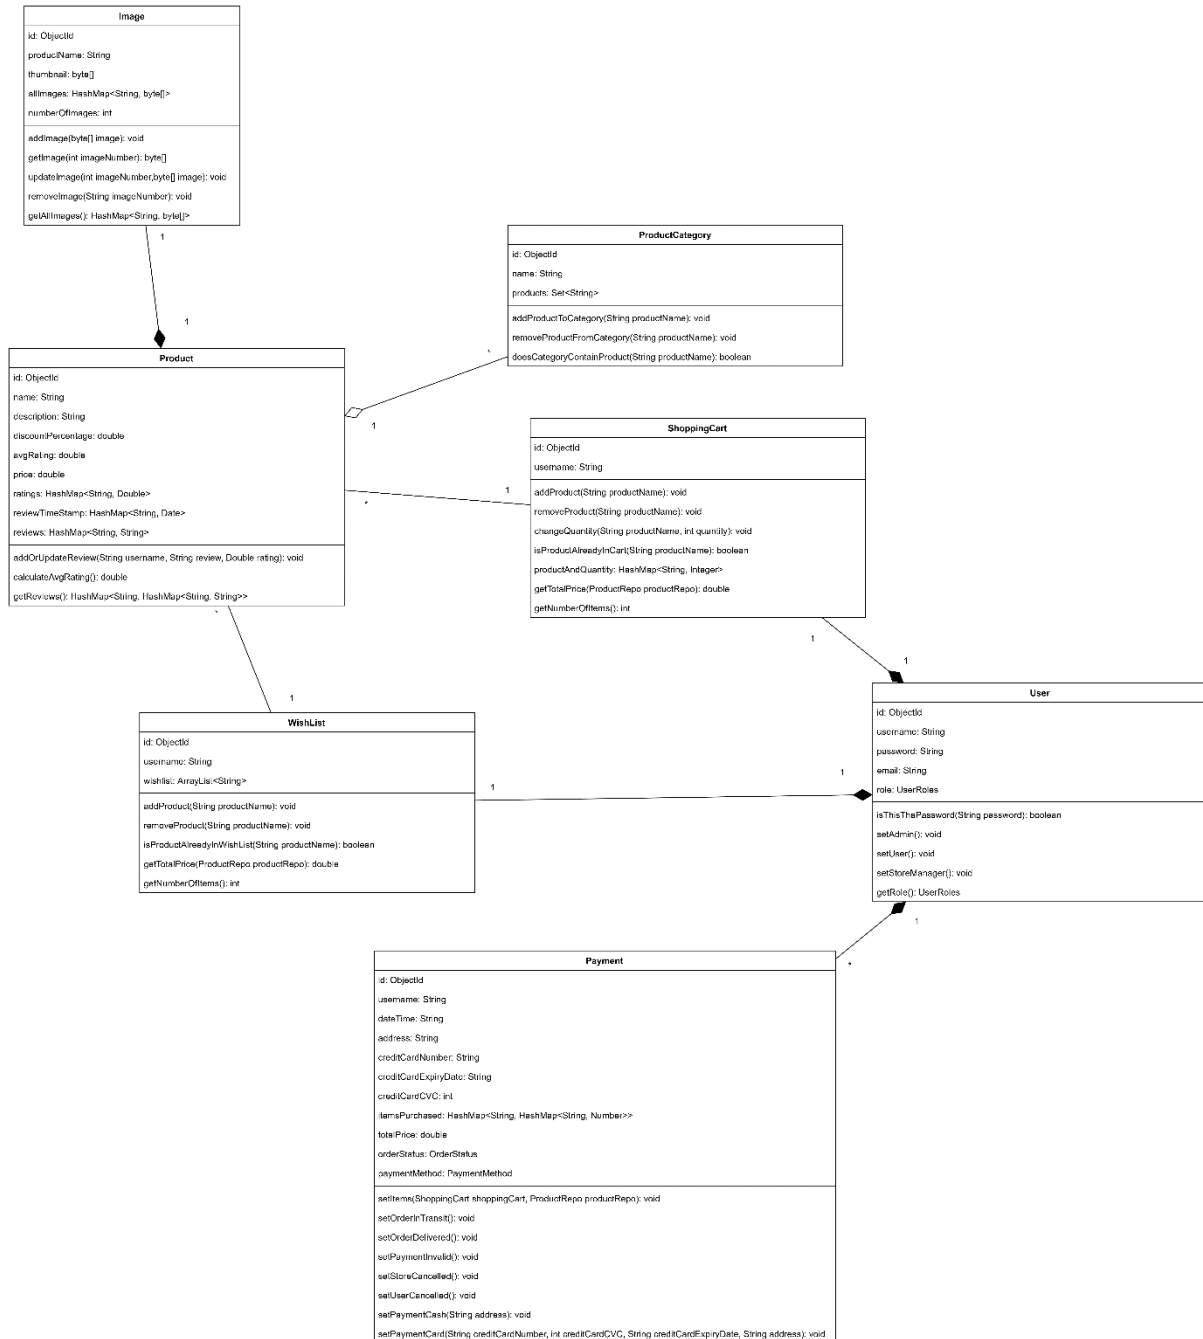 Image
id: ObjectId
productName: String
thumbnail: byte[]
allImages: HashMap<String, byte[]>
numberOfImages: int
addImage(byte[] image): void
getImage(int imageNumber): byte[]
updateImage(int imageNumber,byte[] image): void
removeImage(String imageNumber): void
getAllImages(): HashMap<String, byte[]>
1
1
ProductCategory
id: ObjectId
name: String
products: Set<String>
addProductToCategory(String productName): void
removeProductFromCategory(String productName): void
doesCategoryContainProduct(String productName): boolean
*
1
Product
id: ObjectId
name: String
description: String
discountPercentage: double
avgRating: double
price: double
ratings: HashMap<String, Double>
reviewTimeStamp: HashMap<String, Date>
reviews: HashMap<String, String>
addOrUpdateReview(String username, String review, Double rating): void
calculateAvgRating(): double
getReviews(): HashMap<String, HashMap<String, String>>
*
1
ShoppingCart
id: ObjectId
username: String
addProduct(String productName): void
removeProduct(String productName): void
changeQuantity(String productName, int quantity): void
isProductAlreadyInCart(String productName): boolean
productAndQuantity: HashMap<String, Integer>
getTotalPrice(ProductRepo productRepo): double
getNumberOfItems(): int
1
1
*
1
WishList
id: ObjectId
username: String
wishlist: ArrayList<String>
addProduct(String productName): void
removeProduct(String productName): void
isProductAlreadyInWishList(String productName): boolean
getTotalPrice(ProductRepo productRepo): double
getNumberOfItems(): int
1
1
User
id: ObjectId
username: String
password: String
email: String
role: UserRoles
isThisThePassword(String password): boolean
setAdmin(): void
setUser(): void
setStoreManager(): void
getRole(): UserRoles
1
*
Payment
id: ObjectId
username: String
dateTime: String
address: String
creditCardNumber: String
creditCardExpiryDate: String
creditCardCVC: int
itemsPurchased: HashMap<String, HashMap<String, Number>>
totalPrice: double
orderStatus: OrderStatus
paymentMethod: PaymentMethod
setItems(ShoppingCart shoppingCart, ProductRepo productRepo): void
setOrderInTransit(): void
setOrderDelivered(): void
setPaymentInvalid(): void
setStoreCancelled(): void
setUserCancelled(): void
setPaymentCash(String address): void
setPaymentCard(String creditCardNumber, int creditCardCVC, String creditCardExpiryDate, String address): void